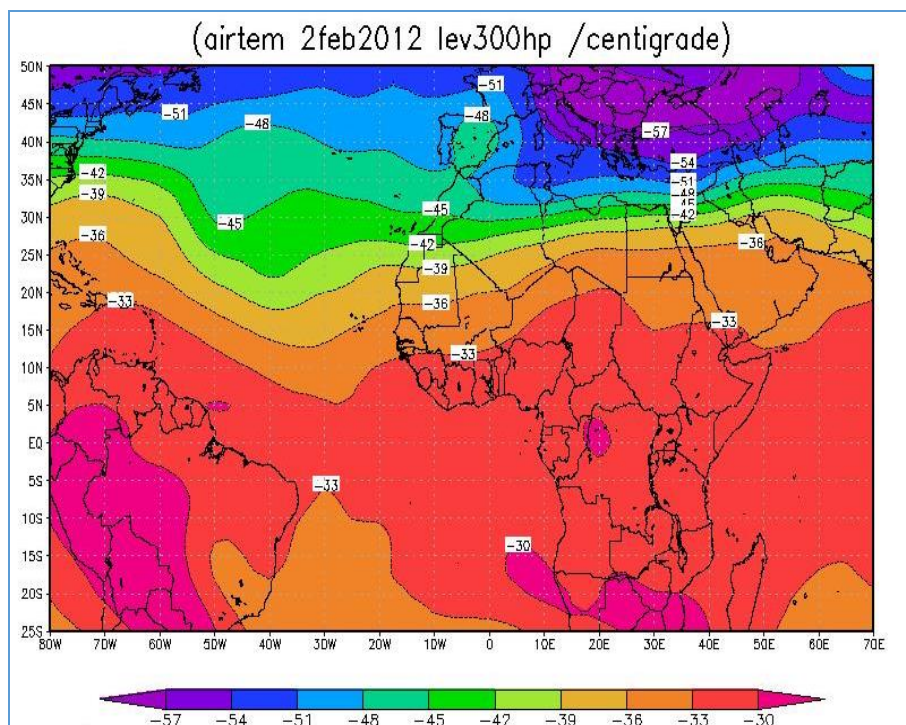 (airtem 2feb2012 lev300hp /centigrade)
50N
45N
-51
-51
-48
-48
40N
-57
-54
35N
-42
-51
-39
-48
-45
30N
-45
-45
-42
-36
25N
-42
-36
-39
20N
-33
-36
15N
-33
10N
-33
5N
EQ
5S
-33
10S
15S
-30
20S
25S
80W 70W 60W 50W 40W 30W 20W 10W 0 10E 20E 30E 40E 50E 60E 70E
-57 -54 -51 -48 -45 -42 -39 -36 -33 -30